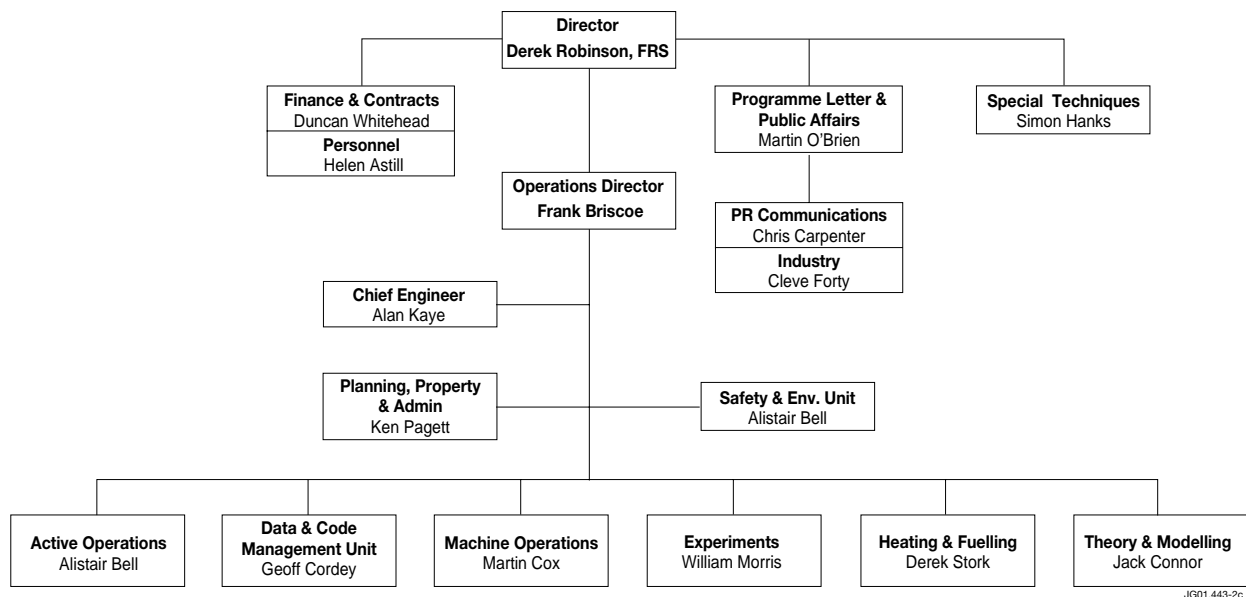 Director
Derek Robinson, FRS
Finance & Contracts
Duncan Whitehead
Personnel
Helen Astill
Programme Letter &
Public Affairs
Martin O'Brien
Special Techniques
Simon Hanks
Operations Director
Frank Briscoe
PR Communications
Chris Carpenter
Industry
Cleve Forty
Chief Engineer
Alan Kaye
Planning, Property
& Admin
Ken Pagett
Safety & Env. Unit
Alistair Bell
Active Operations
Alistair Bell
Data & Code
Management Unit
Geoff Cordey
Machine Operations
Martin Cox
Experiments
William Morris
Heating & Fuelling
Derek Stork
Theory & Modelling
Jack Connor
JG01.443-2c